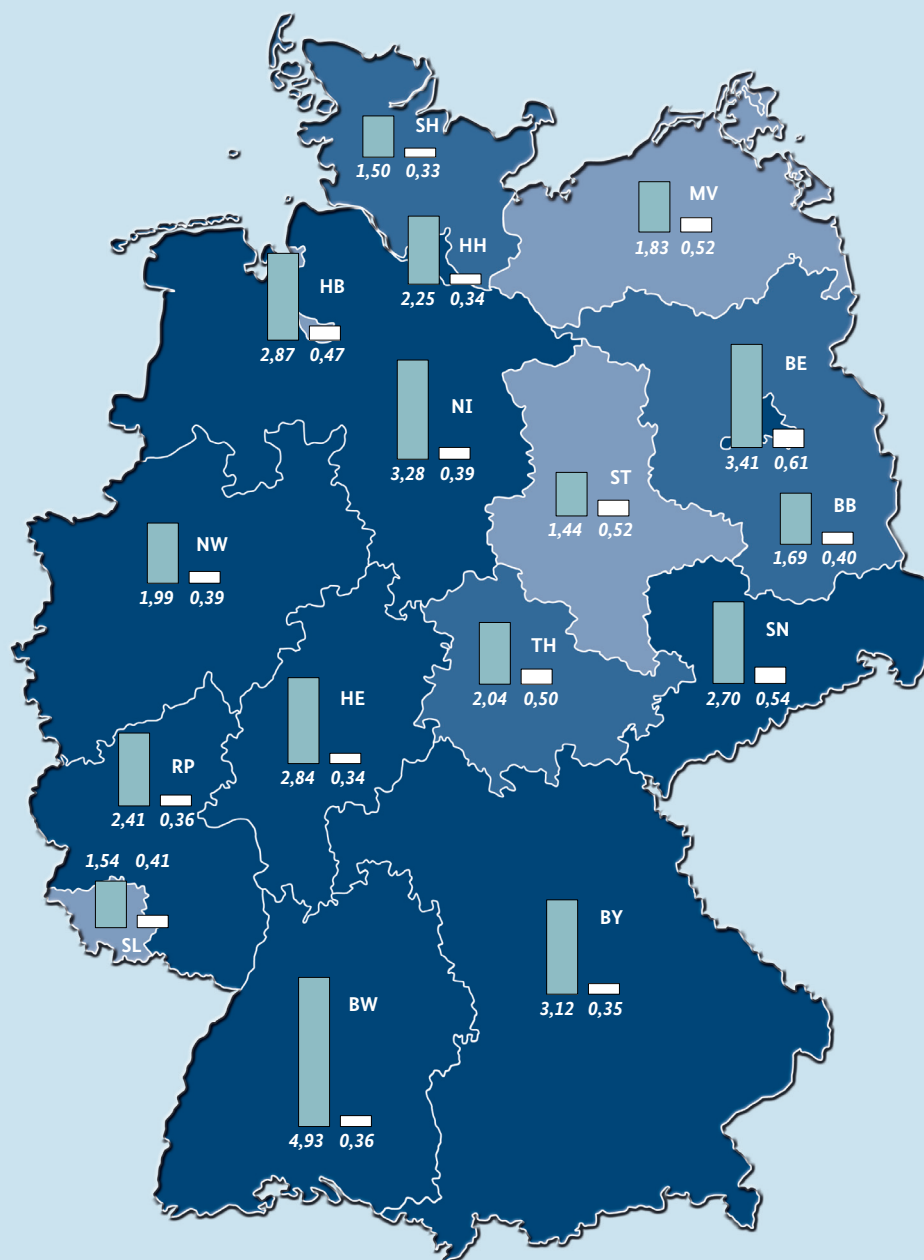 SH
1,50 0,33
MV
1,83 0,52
HH
2,25 0,34
HB
2,87 0,47
BE
3,41 0,61
NI
3,28 0,39
ST
1,44 0,52
BB
1,69 0,40
NW
1,99 0,39
SN
2,70 0,54
TH
2,04 0,50
HE
2,84 0,34
RP
2,41 0,36
1,54 0,41
SL
BY
3,12 0,35
BW
4,93 0,36